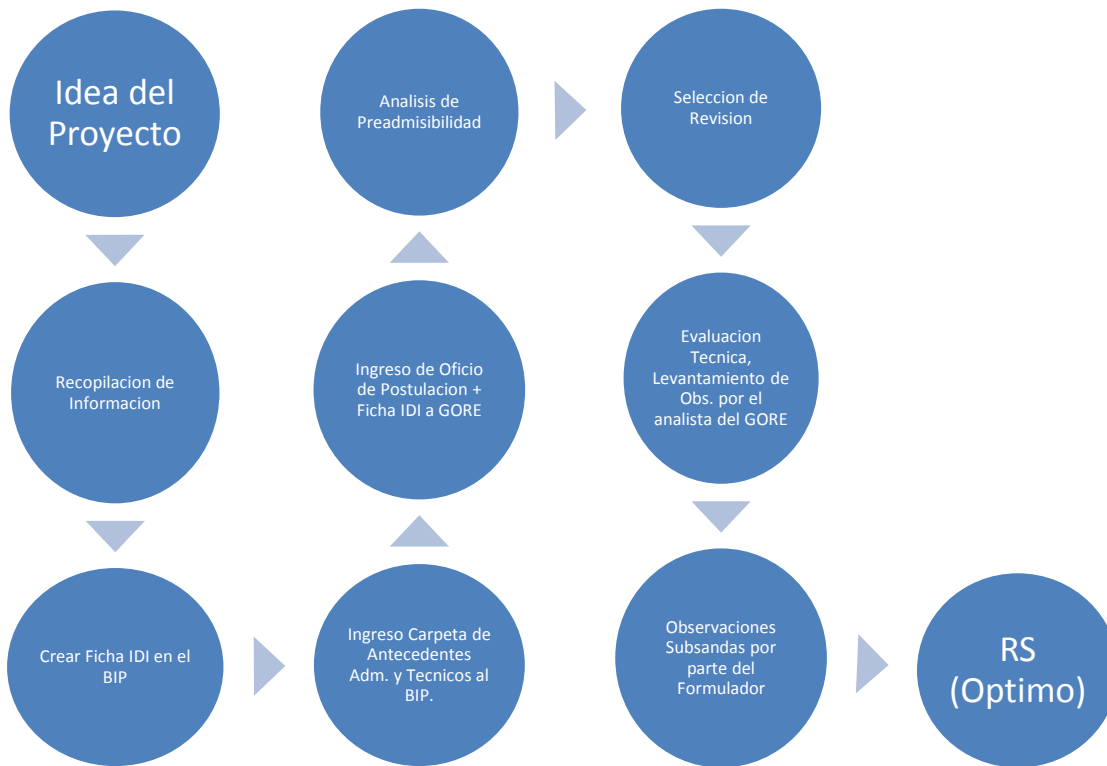 Idea del
Proyecto
Recopilacion de
Informacion
Crear Ficha IDI en el
BIP
Ingreso Carpeta de
Antecedentes
Adm. y Tecnicos al
BIP.
Ingreso de Oficio
de Postulacion +
Ficha IDI a GORE
Analisis de
Preadmisibilidad
Seleccion de
Revision
Evaluacion
Tecnica,
Levantamiento de
Obs. por el
analista del GORE
Observaciones
Subsandas por
parte del
Formulador
RS
(Optimo)